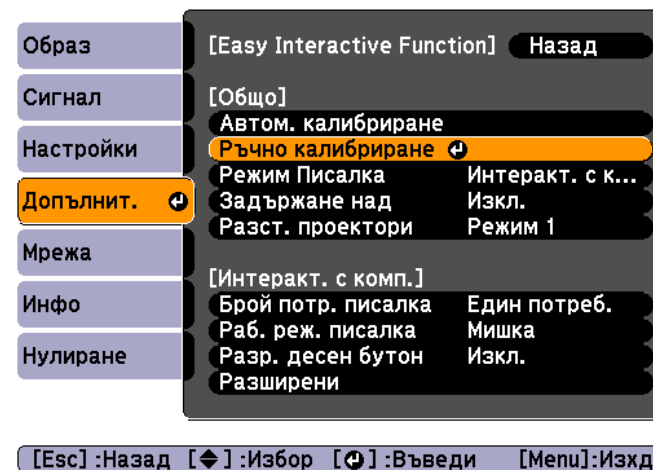 Образ
Сигнал
Настройки
Допълнит.
Мрежа
Инфо
Нулиране
[Easy Interactive Function] Назад
[Общо]
Автом. калибриране
Ръчно калибриране
Режим Писалка Интеракт. с к...
Задържане над Изкл.
Разст. проектори Режим 1
[Интеракт. с комп.]
Брой потр. писалка Един потреб.
Раб. реж. писалка Мишка
Разр. десен бутон Изкл.
Разширени
[Esc] :Назад [◆] :Избор [⏎] :Въведи [Menu]:Изхд